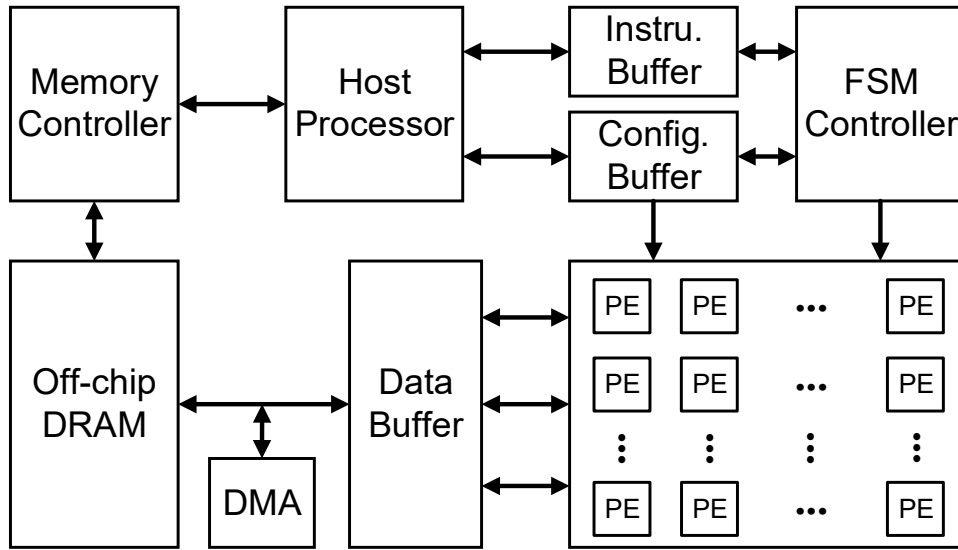 Memory
Controller
Host
Processor
Instru.
Buffer
Config.
Buffer
FSM
Controller
Off-chip
DRAM
DMA
Data
Buffer
PE PE ... PE
PE PE ... PE
PE PE ... PE